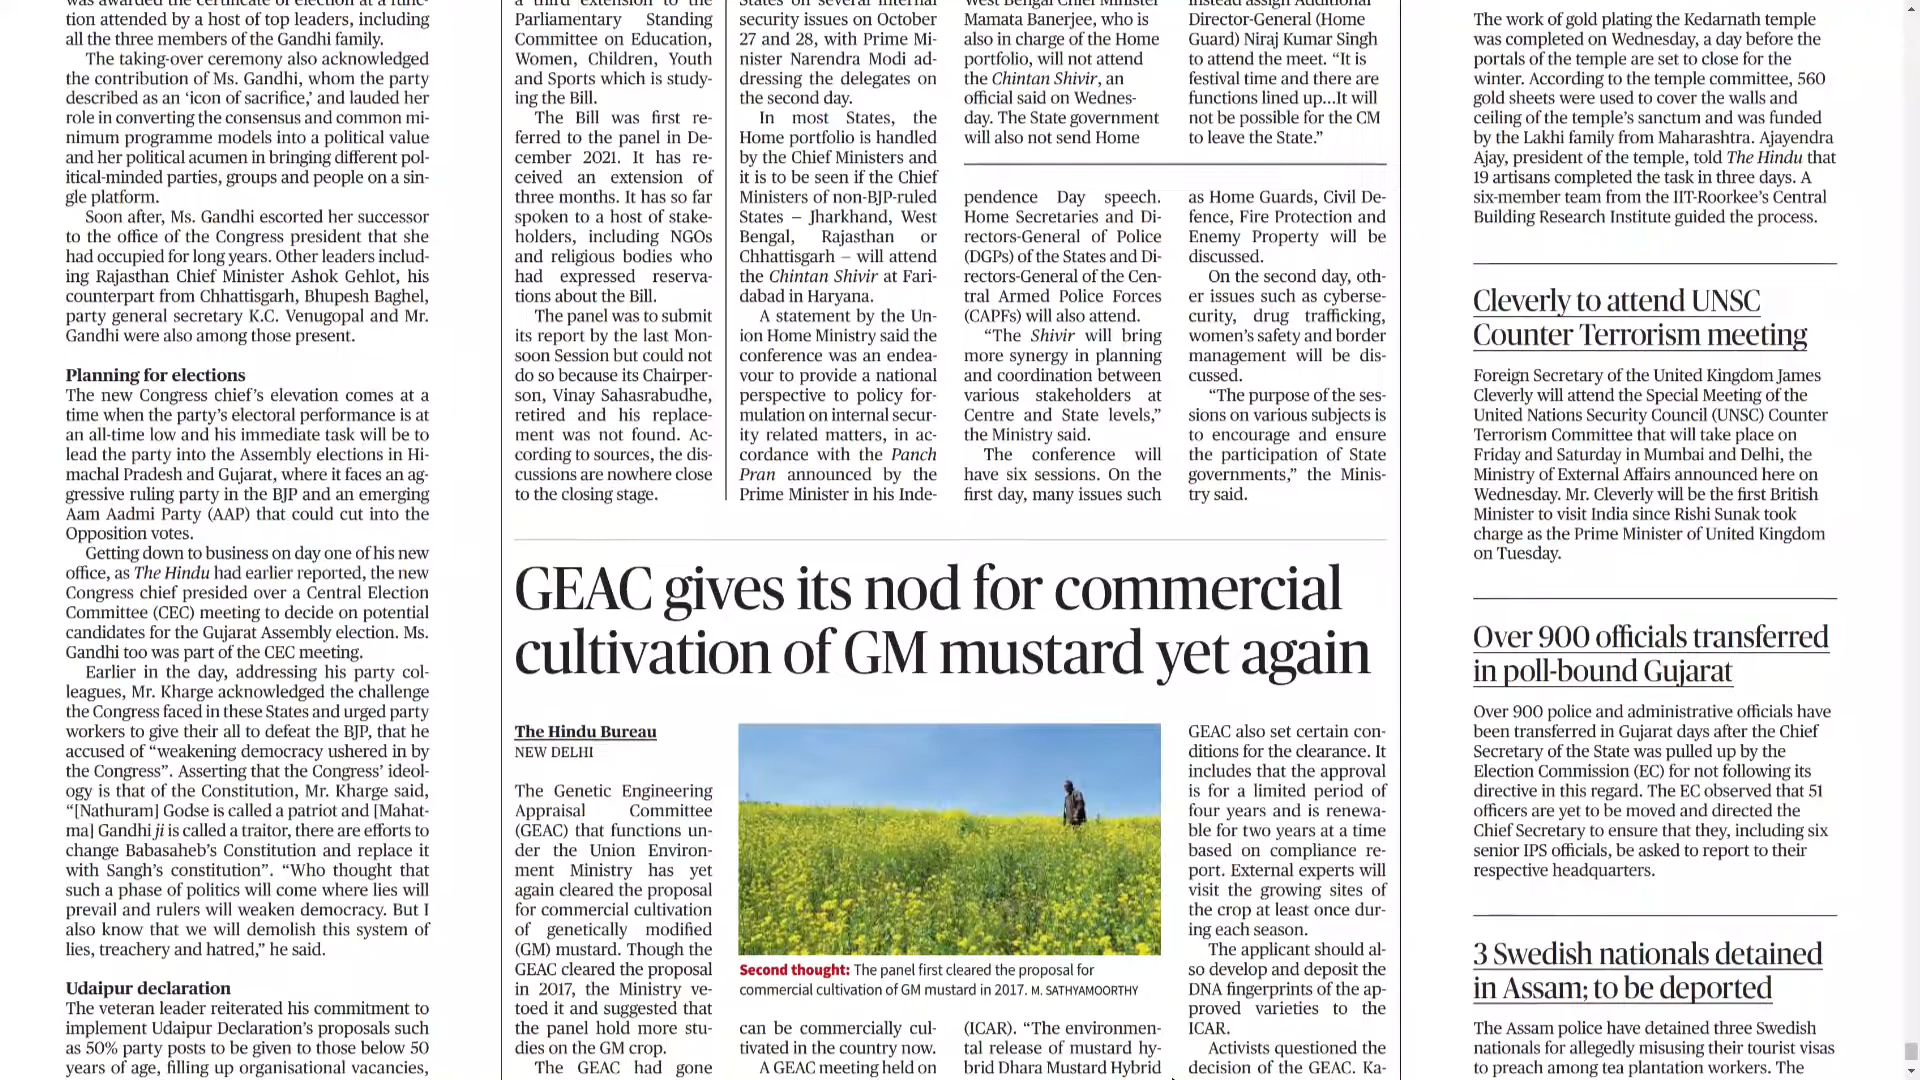 was awarded the certificate of election at a func-
tion attended by a host of top leaders, including
all the three members of the Gandhi family.
The taking-over ceremony also acknowledged
the contribution of Ms. Gandhi, whom the party
described as an ‘icon of sacrifice,’ and lauded her
role in converting the consensus and common mi-
nimum programme models into a political value
and her political acumen in bringing different pol-
itical-minded parties, groups and people on a sin-
gle platform.
Soon after, Ms. Gandhi escorted her successor
to the office of the Congress president that she
had occupied for long years. Other leaders includ-
ing Rajasthan Chief Minister Ashok Gehlot, his
counterpart from Chhattisgarh, Bhupesh Baghel,
party general secretary K.C. Venugopal and Mr.
Gandhi were also among those present.
Planning for elections
The new Congress chief’s elevation comes at a
time when the party’s electoral performance is at
an all-time low and his immediate task will be to
lead the party into the Assembly elections in Hi-
machal Pradesh and Gujarat, where it faces an ag-
gressive ruling party in the BJP and an emerging
Aam Aadmi Party (AAP) that could cut into the
Opposition votes.
Getting down to business on day one of his new
office, as The Hindu had earlier reported, the new
Congress chief presided over a Central Election
Committee (CEC) meeting to decide on potential
candidates for the Gujarat Assembly election. Ms.
Gandhi too was part of the CEC meeting.
Earlier in the day, addressing his party col-
leagues, Mr. Kharge acknowledged the challenge
the Congress faced in these States and urged party
workers to give their all to defeat the BJP, that he
accused of “weakening democracy ushered in by
the Congress”. Asserting that the Congress’ ideol-
ogy is that of the Constitution, Mr. Kharge said,
“[Nathuram] Godse is called a patriot and [Mahat-
ma] Gandhi ji is called a traitor, there are efforts to
change Babasaheb’s Constitution and replace it
with Sangh’s constitution”. “Who thought that
such a phase of politics will come where lies will
prevail and rulers will weaken democracy. But I
also know that we will demolish this system of
lies, treachery and hatred,” he said.
Udaipur declaration
The veteran leader reiterated his commitment to
implement Udaipur Declaration’s proposals such
as 50% party posts to be given to those below 50
years of age, filling up organisational vacancies,
a third extension to the
Parliamentary Standing
Committee on Education,
Women, Children, Youth
and Sports which is study-
ing the Bill.
The Bill was first re-
ferred to the panel in De-
cember 2021. It has re-
ceived an extension of
three months. It has so far
spoken to a host of stake-
holders, including NGOs
and religious bodies who
had expressed reserva-
tions about the Bill.
The panel was to submit
its report by the last Mon-
soon Session but could not
do so because its Chairper-
son, Vinay Sahasrabudhe,
retired and his replace-
ment was not found. Ac-
cording to sources, the dis-
cussions are nowhere close
to the closing stage.
States on several internal
security issues on October
27 and 28, with Prime Mi-
nister Narendra Modi ad-
dressing the delegates on
the second day.
In most States, the
Home portfolio is handled
by the Chief Ministers and
it is to be seen if the Chief
Ministers of non-BJP-ruled
States – Jharkhand, West
Bengal, Rajasthan or
Chhattisgarh – will attend
the Chintan Shivir at Fari-
dabad in Haryana.
A statement by the Un-
ion Home Ministry said the
conference was an endea-
vour to provide a national
perspective to policy for-
mulation on internal secur-
ity related matters, in ac-
cordance with the Panch
Pran announced by the
Prime Minister in his Inde-
West Bengal Chief Minister
Mamata Banerjee, who is
also in charge of the Home
portfolio, will not attend
the Chintan Shivir, an
official said on Wednes-
day. The State government
will also not send Home
instead assign Additional
Director-General (Home
Guard) Niraj Kumar Singh
to attend the meet. “It is
festival time and there are
functions lined up...It will
not be possible for the CM
to leave the State.”
pendence Day speech.
Home Secretaries and Di-
rectors-General of Police
(DGPs) of the States and Di-
rectors-General of the Cen-
tral Armed Police Forces
(CAPFs) will also attend.
“The Shivir will bring
more synergy in planning
and coordination between
various stakeholders at
Centre and State levels,”
the Ministry said.
The conference will
have six sessions. On the
first day, many issues such
as Home Guards, Civil De-
fence, Fire Protection and
Enemy Property will be
discussed.
On the second day, oth-
er issues such as cyberse-
curity, drug trafficking,
women’s safety and border
management will be dis-
cussed.
“The purpose of the ses-
sions on various subjects is
to encourage and ensure
the participation of State
governments,” the Minis-
try said.
GEAC gives its nod for commercial
cultivation of GM mustard yet again
The Hindu Bureau
NEW DELHI
The Genetic Engineering
Appraisal Committee
(GEAC) that functions un-
der the Union Environ-
ment Ministry has yet
again cleared the proposal
for commercial cultivation
of genetically modified
(GM) mustard. Though the
GEAC cleared the proposal
in 2017, the Ministry ve-
toed it and suggested that
the panel hold more stu-
dies on the GM crop.
The GEAC had gone
Second thought: The panel first cleared the proposal for
commercial cultivation of GM mustard in 2017. M. SATHYAMOORTHY
can be commercially cul-
tivated in the country now.
A GEAC meeting held on
(ICAR). “The environmen-
tal release of mustard hy-
brid Dhara Mustard Hybrid
GEAC also set certain con-
ditions for the clearance. It
includes that the approval
is for a limited period of
four years and is renewa-
ble for two years at a time
based on compliance re-
port. External experts will
visit the growing sites of
the crop at least once dur-
ing each season.
The applicant should al-
so develop and deposit the
DNA fingerprints of the ap-
proved varieties to the
ICAR.
Activists questioned the
decision of the GEAC. Ka-
The work of gold plating the Kedarnath temple
was completed on Wednesday, a day before the
portals of the temple are set to close for the
winter. According to the temple committee, 560
gold sheets were used to cover the walls and
ceiling of the temple’s sanctum and was funded
by the Lakhi family from Maharashtra. Ajayendra
Ajay, president of the temple, told The Hindu that
19 artisans completed the task in three days. A
six-member team from the IIT-Roorkee’s Central
Building Research Institute guided the process.
Cleverly to attend UNSC
Counter Terrorism meeting
Foreign Secretary of the United Kingdom James
Cleverly will attend the Special Meeting of the
United Nations Security Council (UNSC) Counter
Terrorism Committee that will take place on
Friday and Saturday in Mumbai and Delhi, the
Ministry of External Affairs announced here on
Wednesday. Mr. Cleverly will be the first British
Minister to visit India since Rishi Sunak took
charge as the Prime Minister of United Kingdom
on Tuesday.
Over 900 officials transferred
in poll-bound Gujarat
Over 900 police and administrative officials have
been transferred in Gujarat days after the Chief
Secretary of the State was pulled up by the
Election Commission (EC) for not following its
directive in this regard. The EC observed that 51
officers are yet to be moved and directed the
Chief Secretary to ensure that they, including six
senior IPS officials, be asked to report to their
respective headquarters.
3 Swedish nationals detained
in Assam; to be deported
The Assam police have detained three Swedish
nationals for allegedly misusing their tourist visas
to preach among tea plantation workers. The